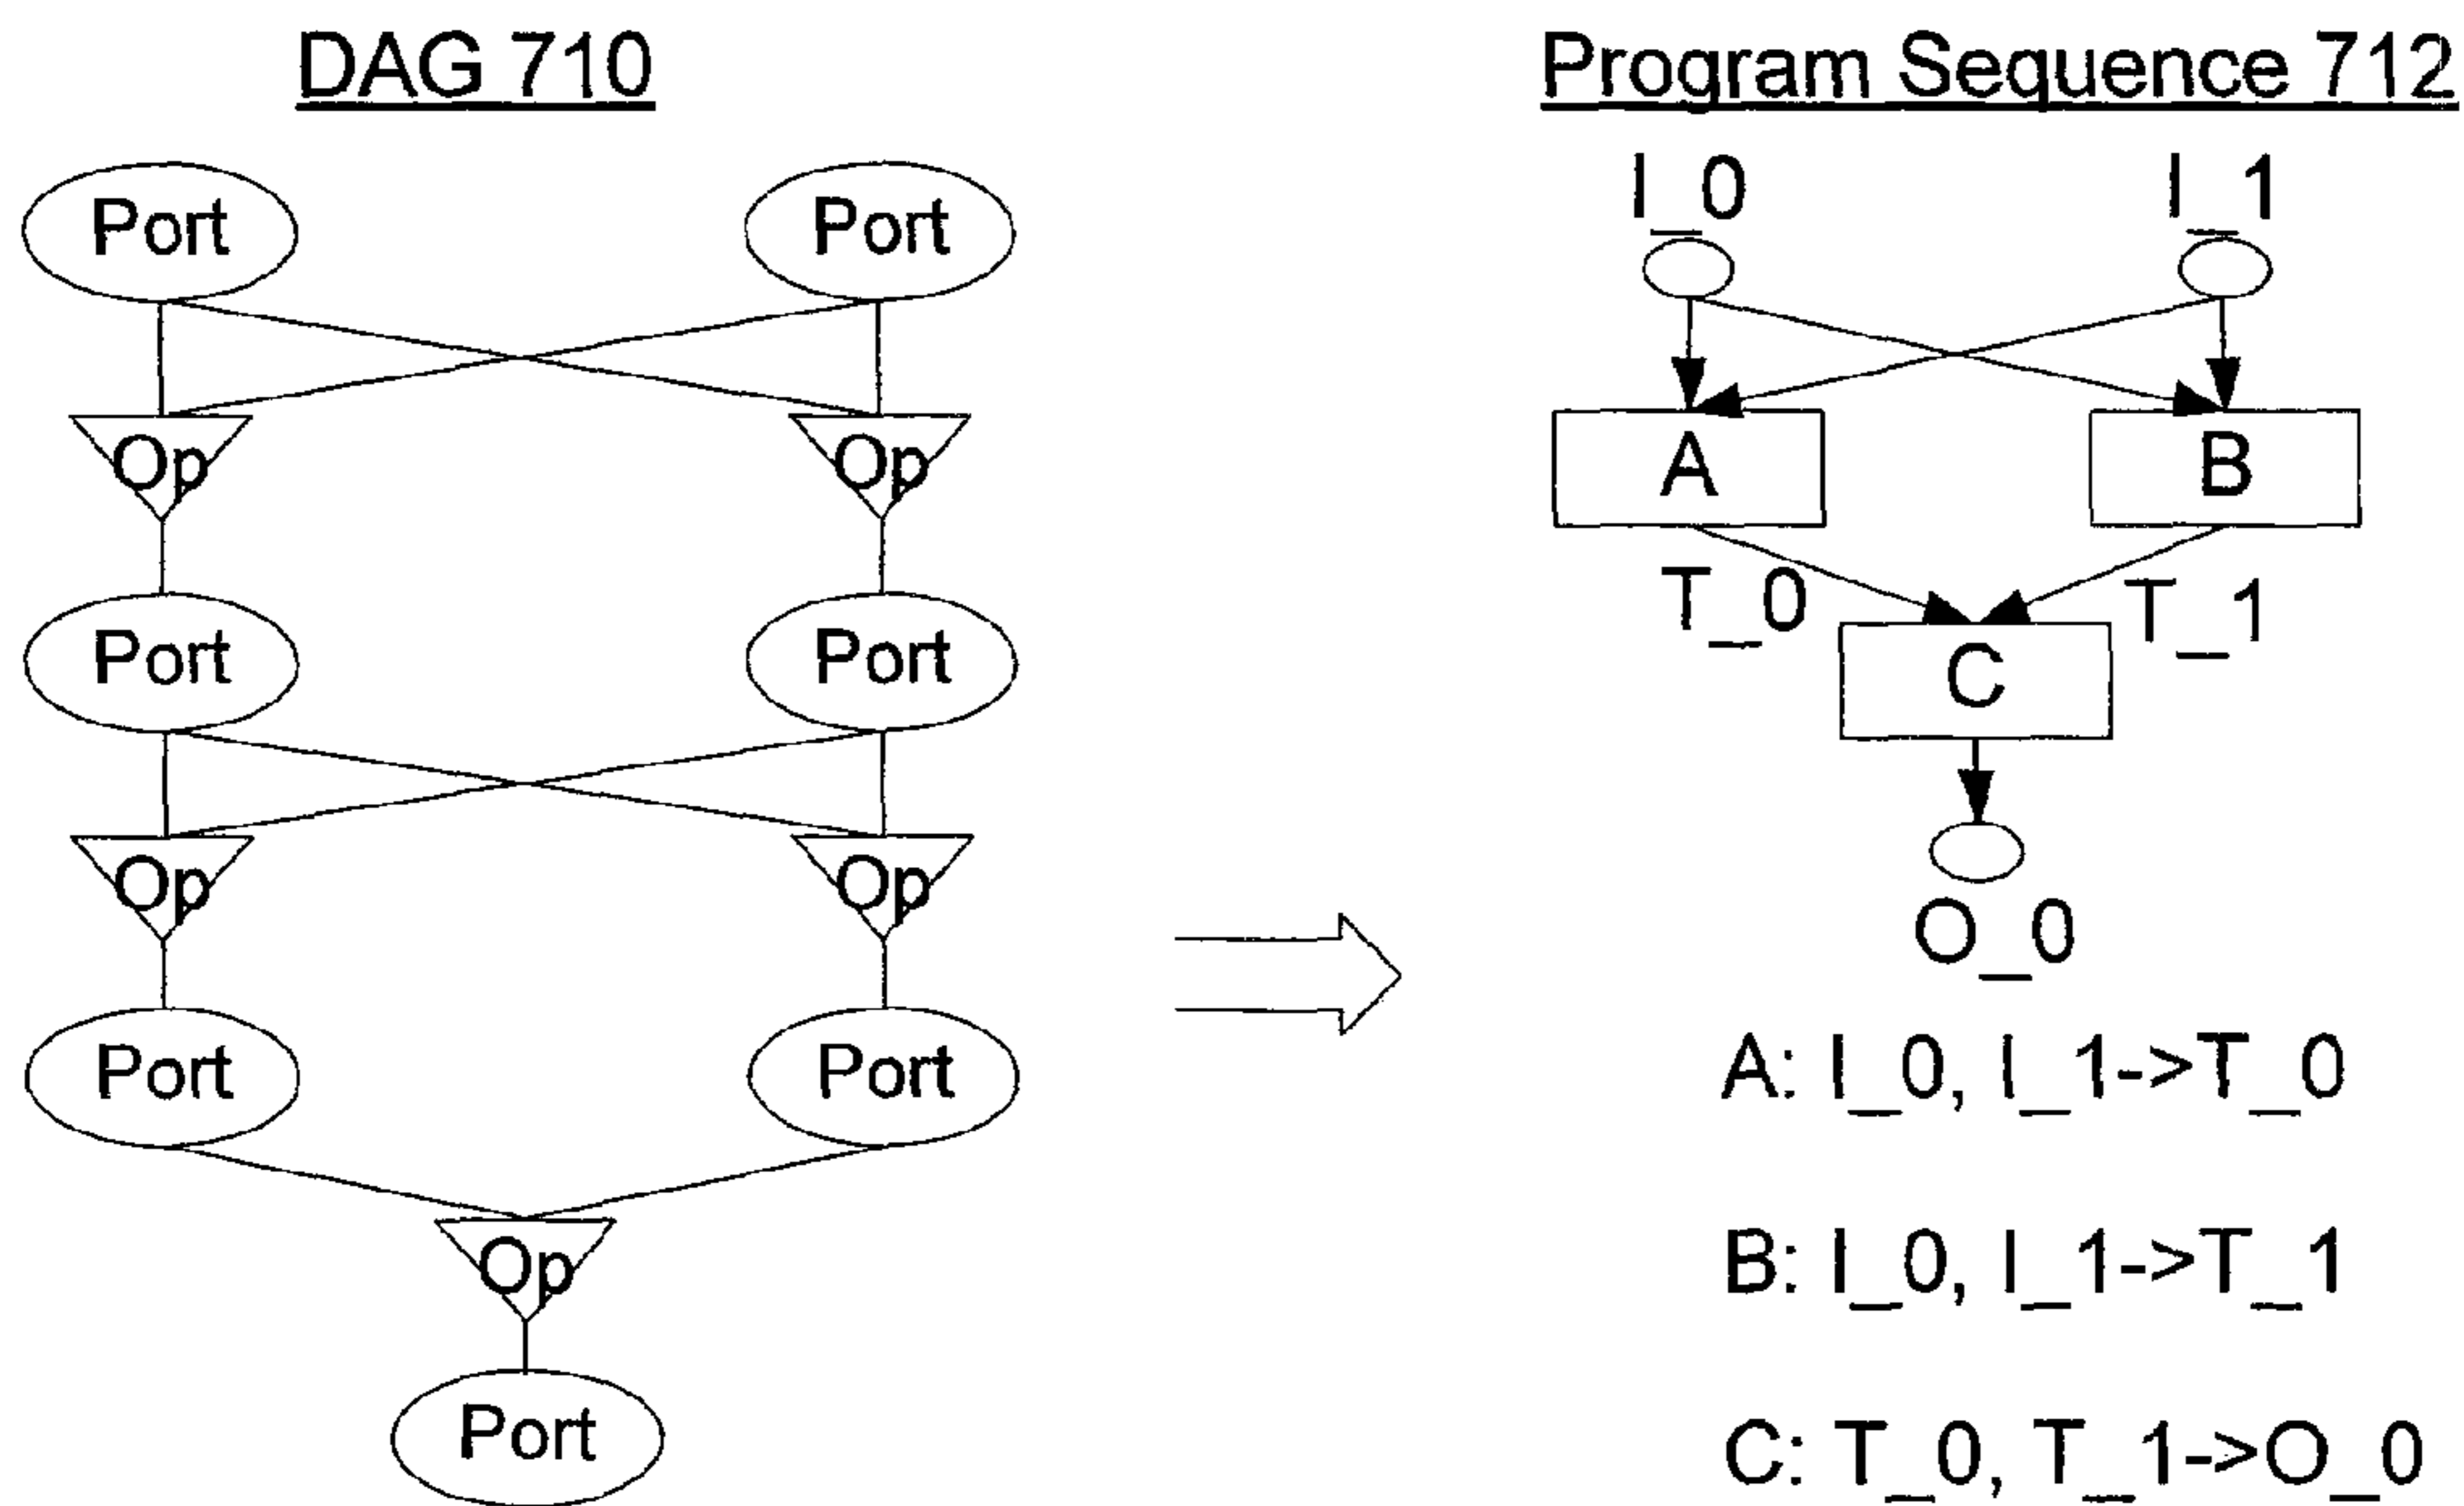 DAG 710
Port Port
Op Op
Port Port
Op Op
Port Port
Op
Port
Program Sequence 712
I_0 I_1
A B
T_0 T_1
C
O_0
A: I_0, I_1->T_0
B: I_0, I_1->T_1
C: T_0, T_1->O_0